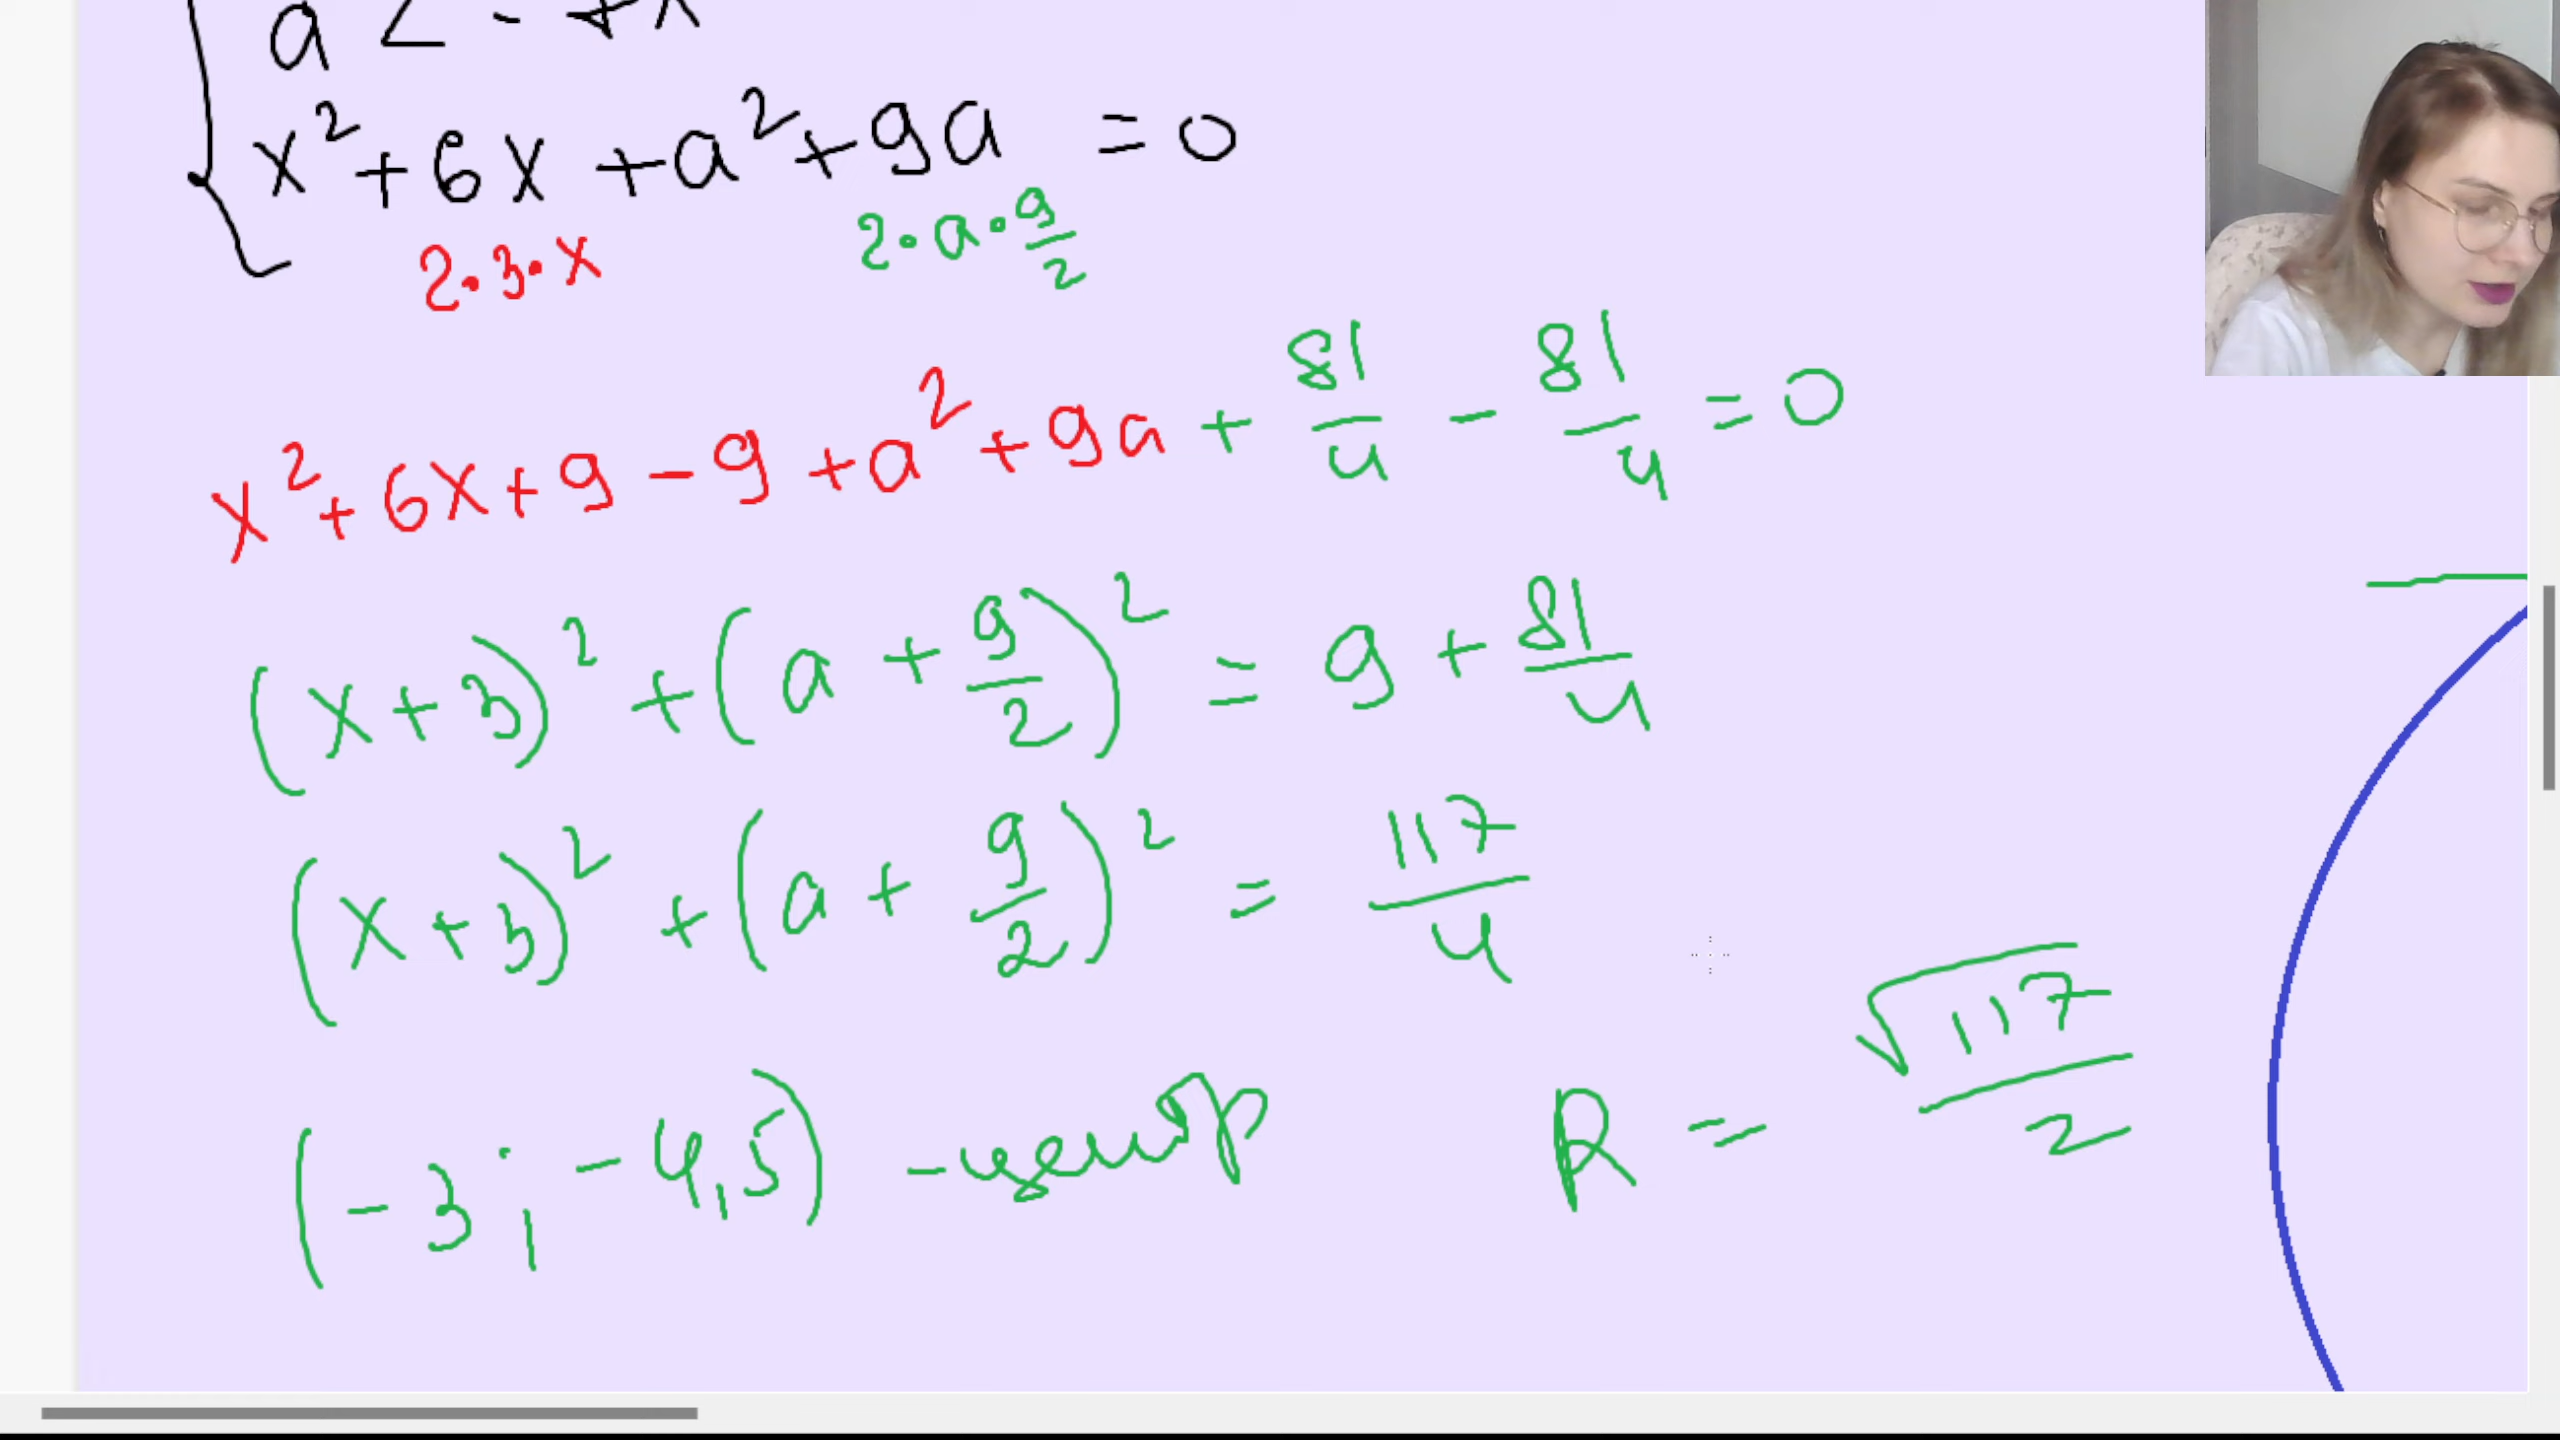 a <
x² + 6x + a² + 9a = 0
2·3·x 2·a·9/2
x² + 6x + 9 - 9 + a² + 9a + 81/4 - 81/4 = 0
(x+3)² + (a + 9/2)² = 9 + 81/4
(x+3)² + (a + 9/2)² = 117/4
(-3; -4,5) - центр R = √117/2